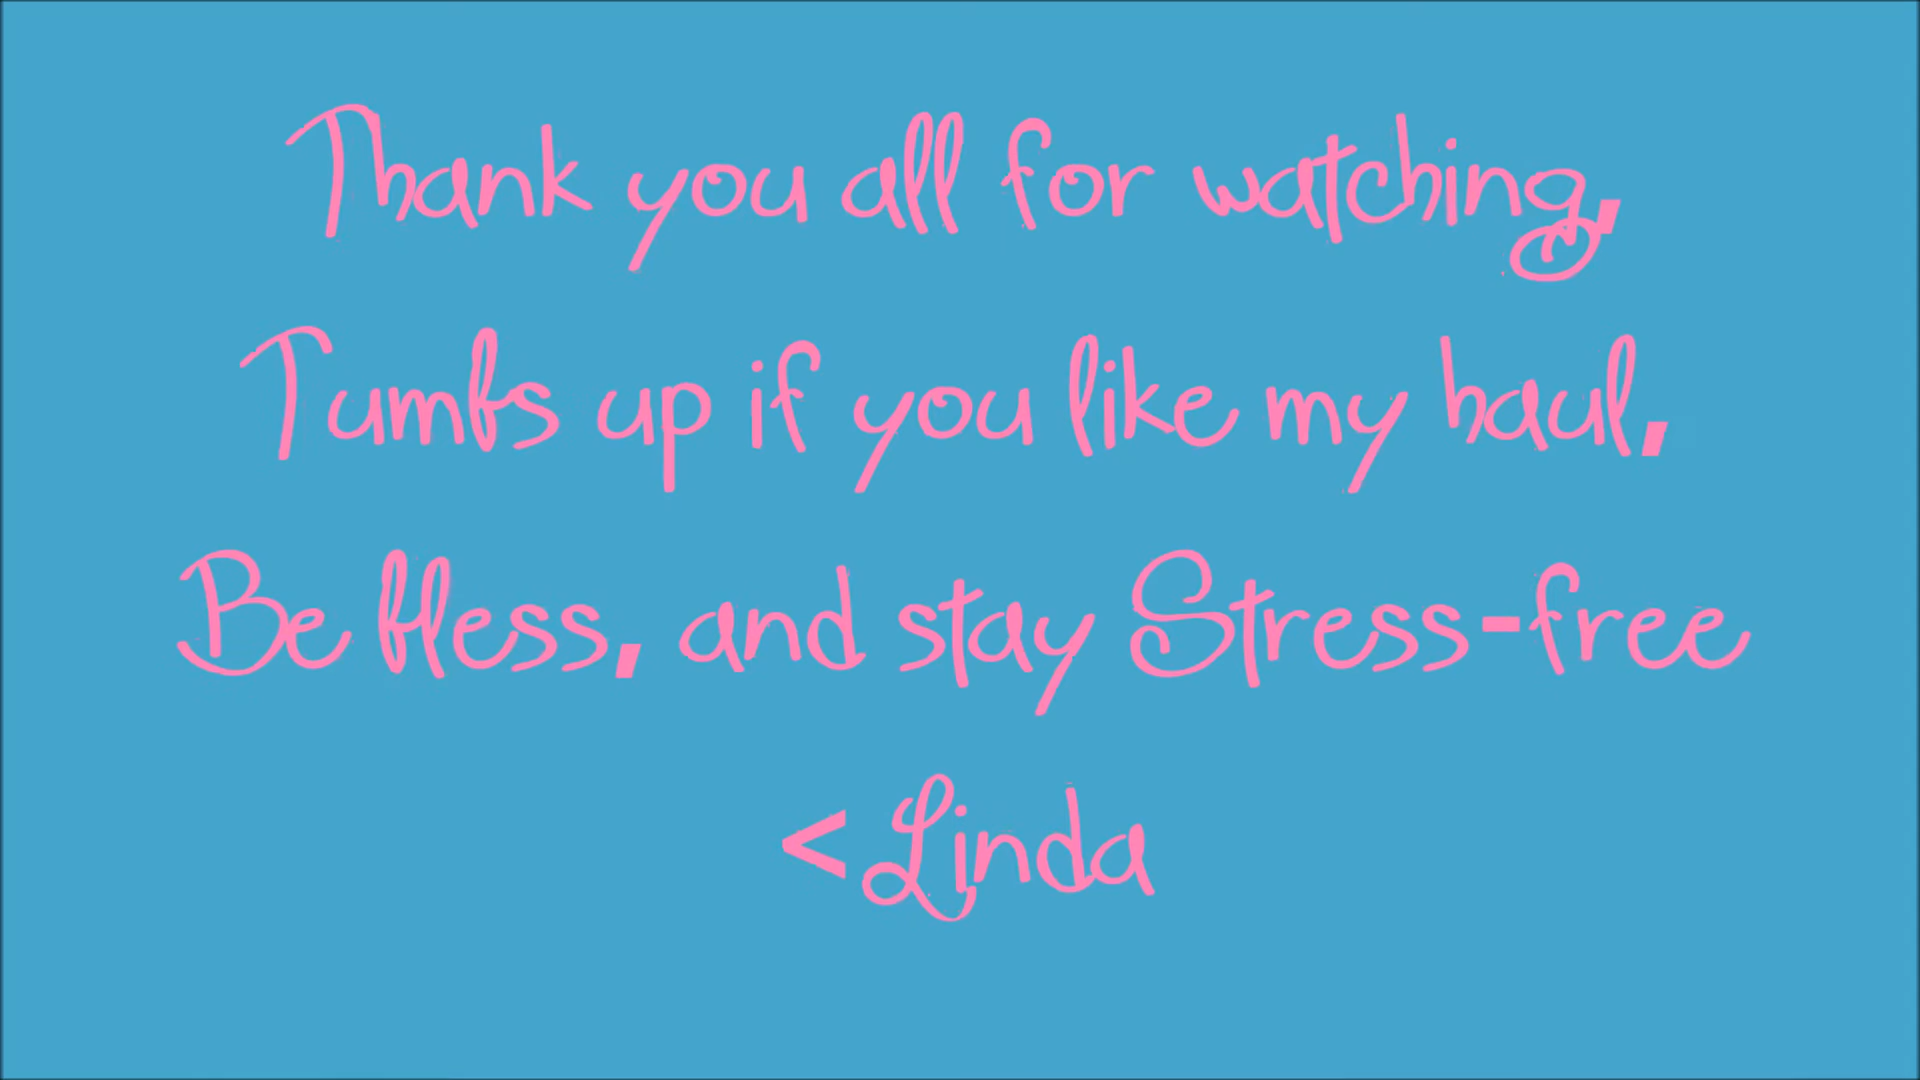 Thank you all for watching,
Tumbs up if you like my haul,
Be bless, and stay Stress-free
<Linda